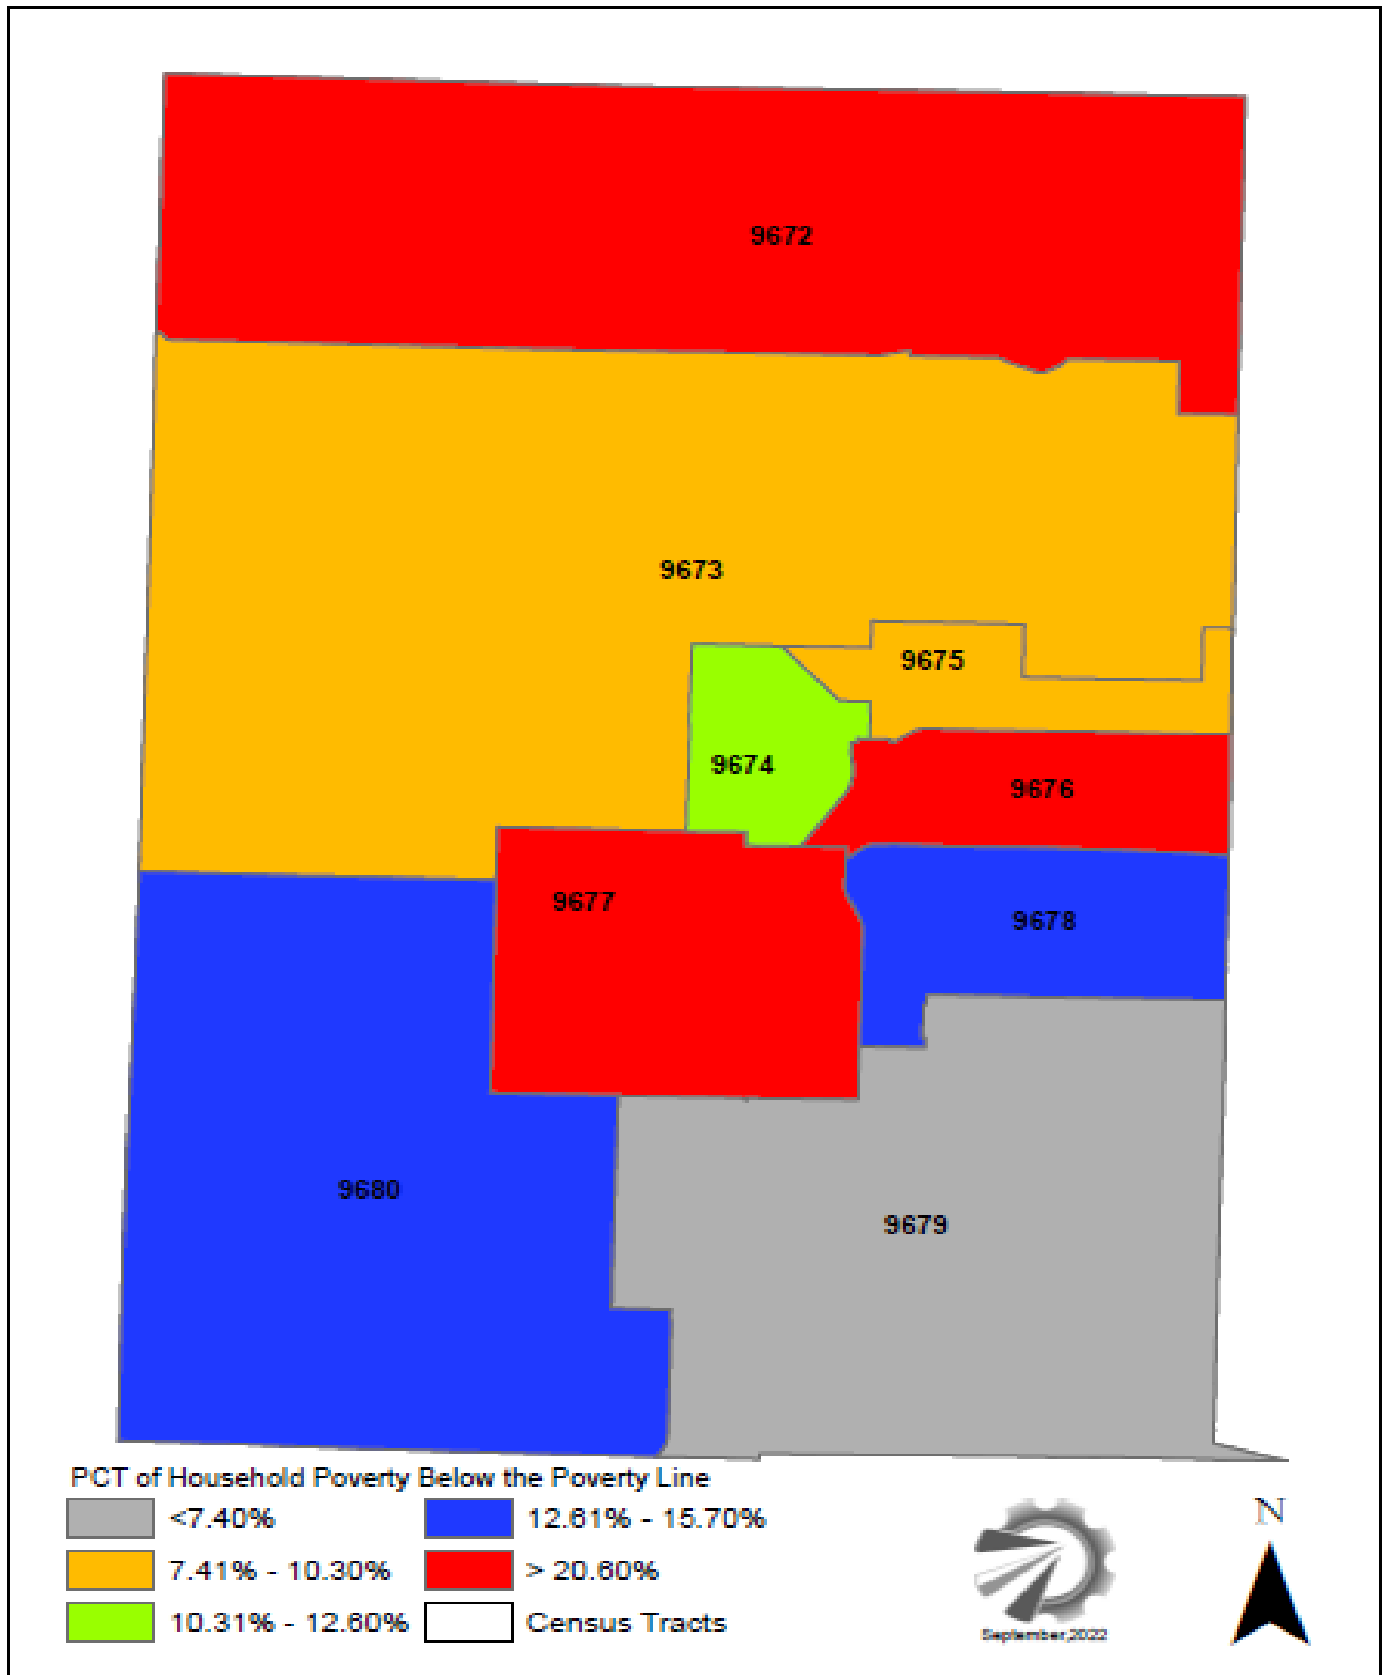 9672
9673
9675
9674
9676
9677
9678
9680
9679
PCT of Household Poverty Below the Poverty Line
<7.40%
12.61% - 15.70%
7.41% - 10.30%
> 20.60%
10.31% - 12.60%
Census Tracts
September,2022
N